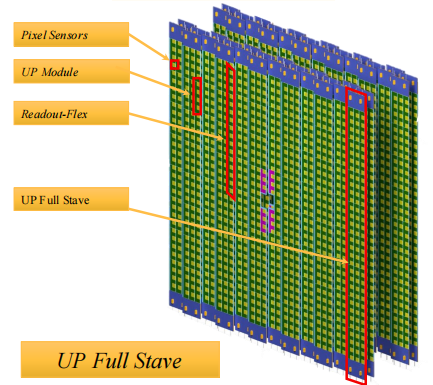 Pixel Sensors
UP Module
Readout-Flex
UP Full Stave
UP Full Stave